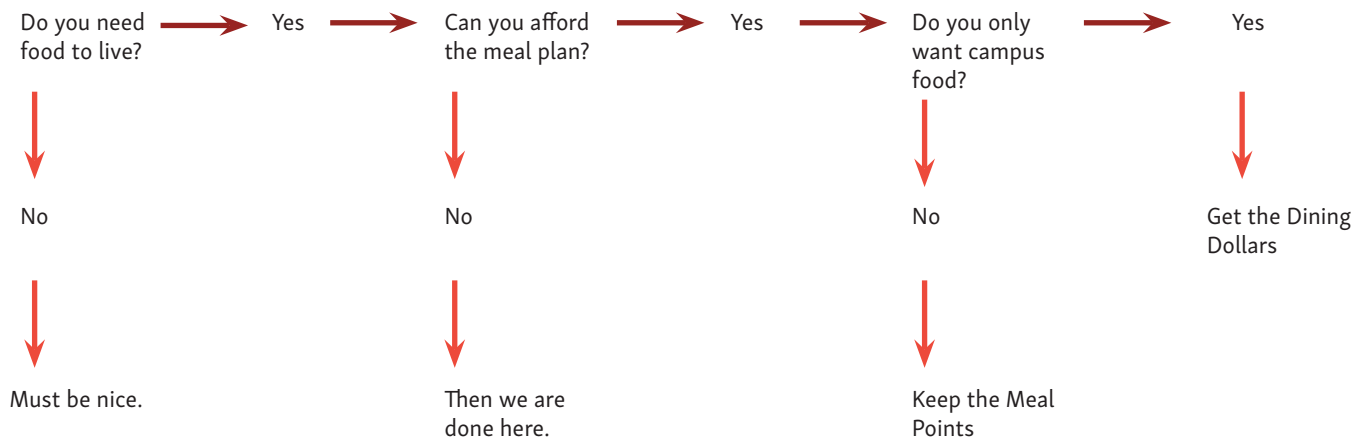 Do you need
food to live?
Yes
Can you afford
the meal plan?
Yes
Do you only
want campus
food?
Yes
No
No
No
Get the Dining
Dollars
Must be nice.
Then we are
done here.
Keep the Meal
Points